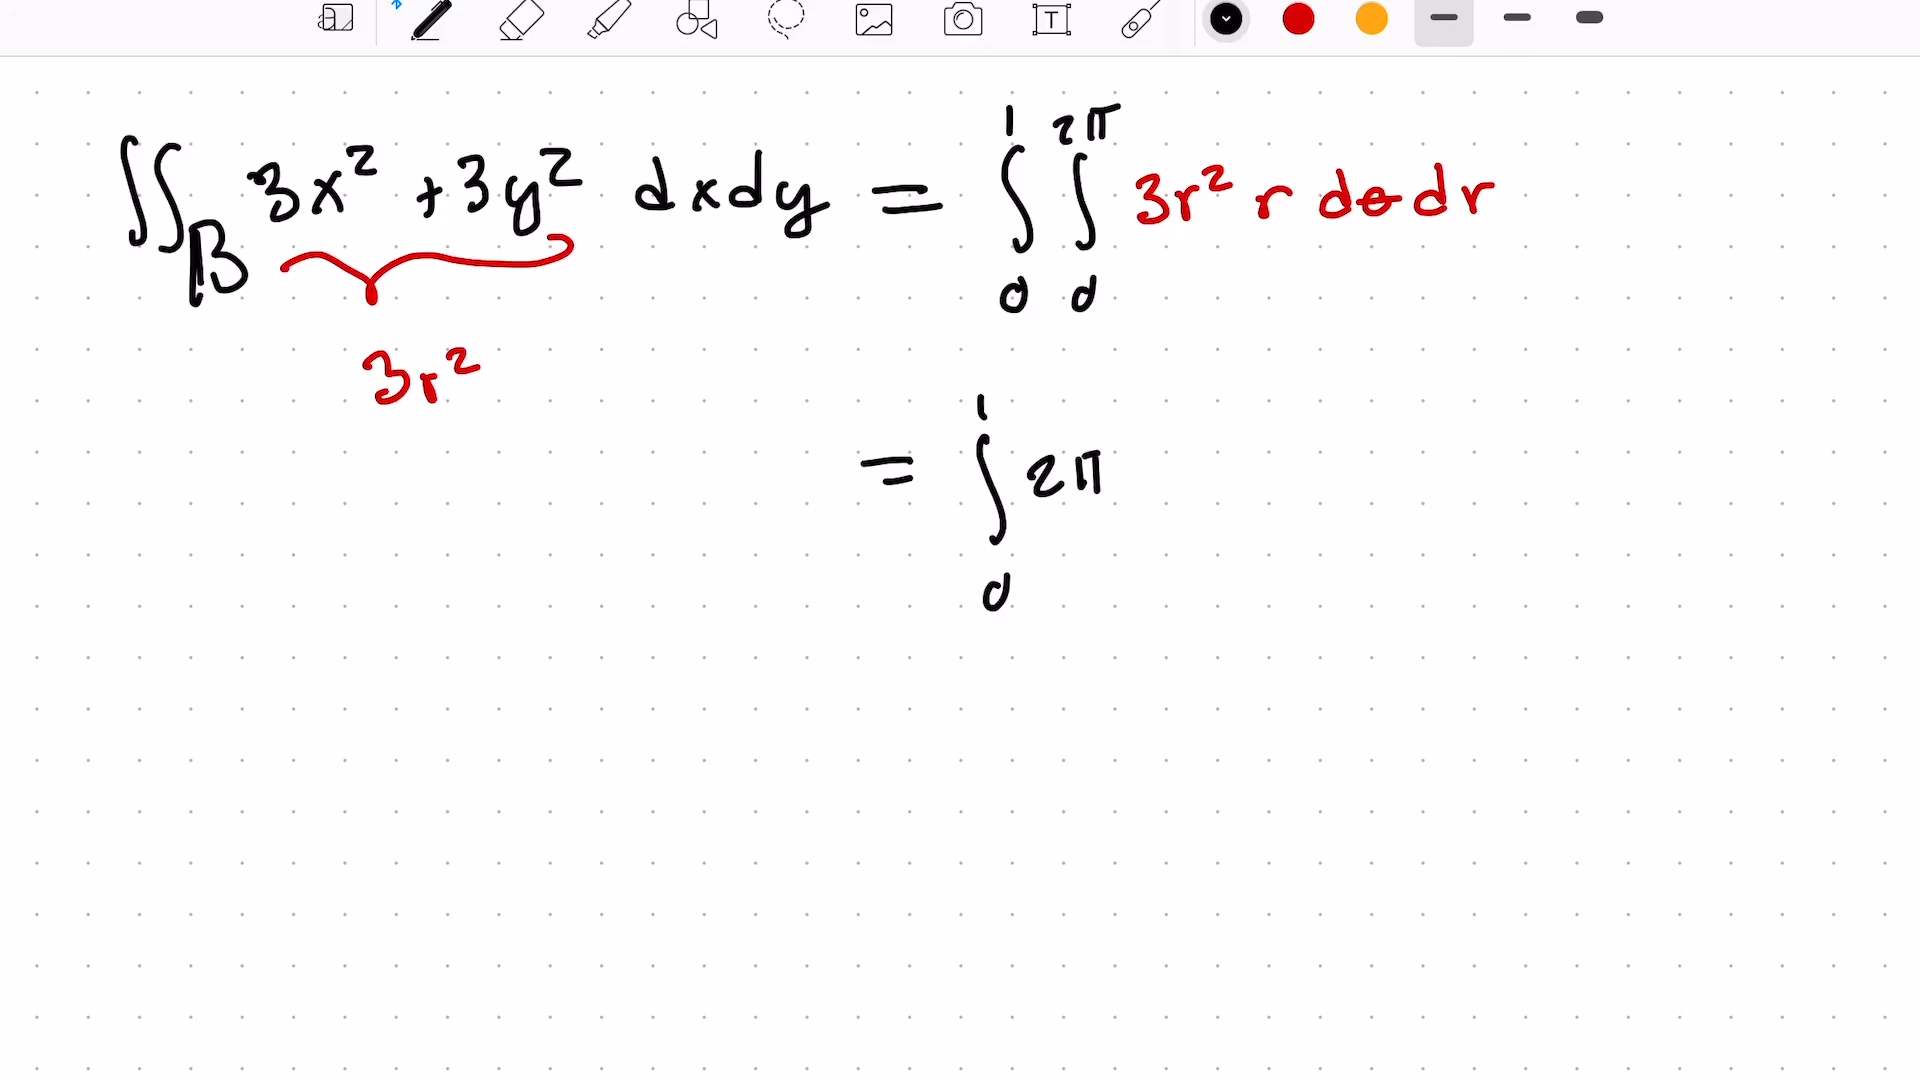 ∬_B 3x² + 3y² dxdy = ∫₀¹ ∫₀^{2π} 3r² r dθ dr
3r²
= ∫₀¹ 2π